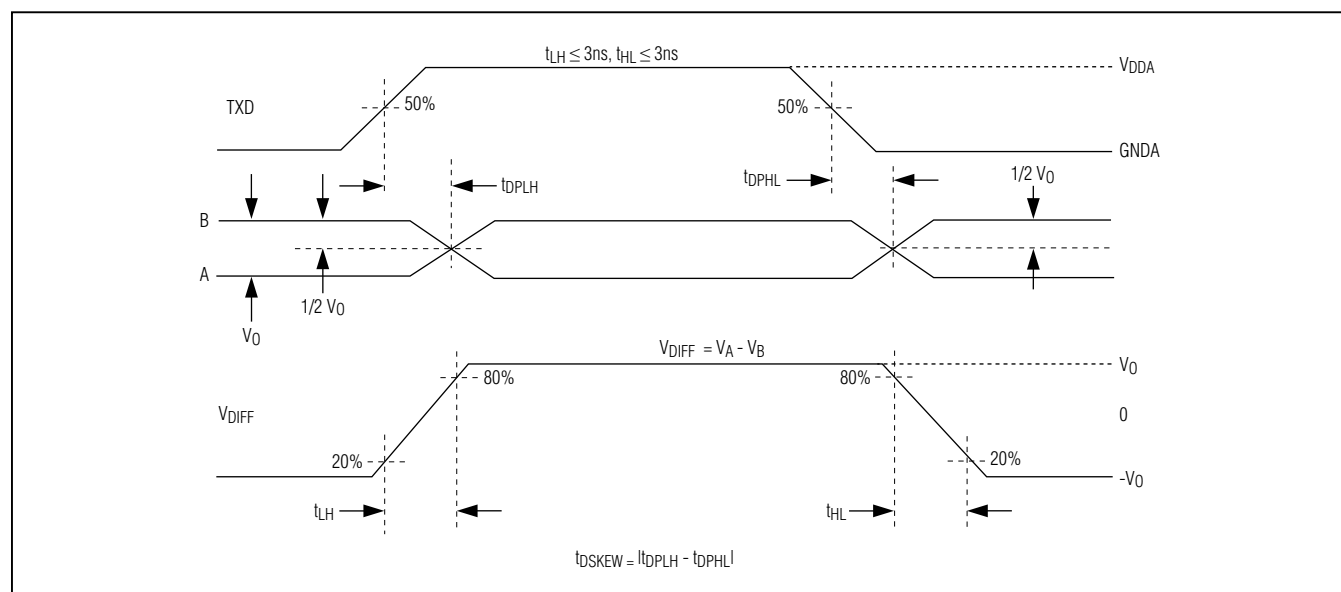 tLH ≤ 3ns, tHL ≤ 3ns
VDDA
TXD
50%
50%
GNDA
tDPLH
tDPHL
1/2 VO
B
A
1/2 VO
VO
VDIFF = VA - VB
VO
80%
80%
VDIFF
0
20%
20%
-VO
tLH
tHL
tDSKEW = |tDPLH - tDPHL|